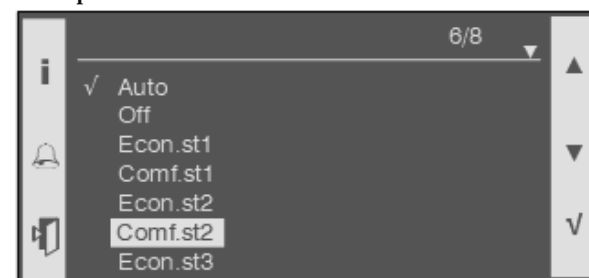 6/8
√ Auto
Off
Econ.st1
Comf.st1
Econ.st2
Comf.st2
Econ.st3